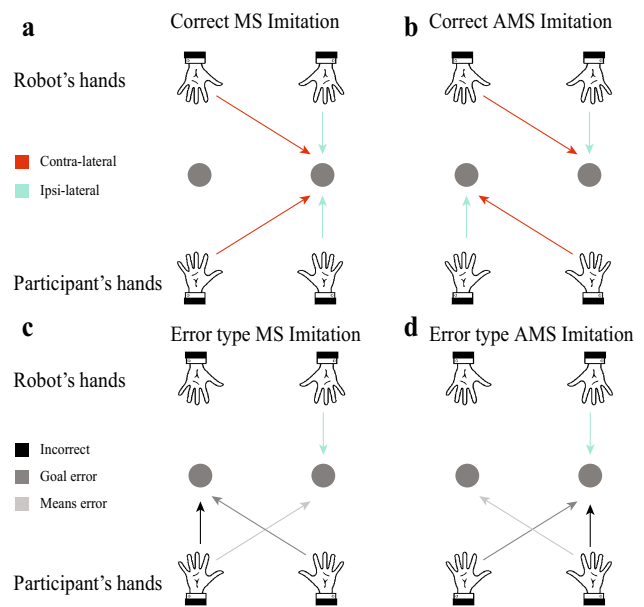 a
Correct MS Imitation
b
Correct AMS Imitation
Robot's hands
Contra-lateral
Ipsi-lateral
Participant's hands
c
Error type MS Imitation
d
Error type AMS Imitation
Robot's hands
Incorrect
Goal error
Means error
Participant's hands